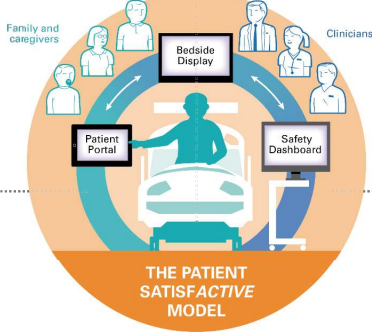 Family and
caregivers
Clinicians
Bedside
Display
Patient
Portal
Safety
Dashboard
THE PATIENT
SATISFACTIVE
MODEL